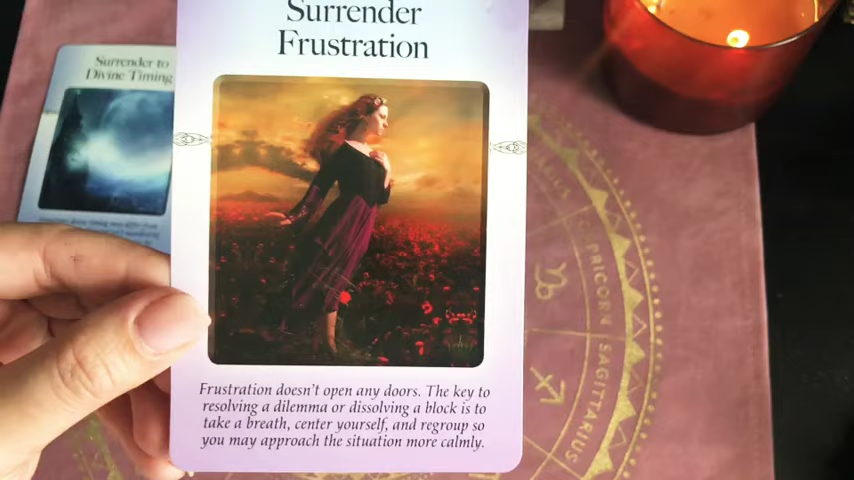 Surrender
Frustration
Frustration doesn't open any doors. The key to
resolving a dilemma or dissolving a block is to
take a breath, center yourself, and regroup so
you may approach the situation more calmly.
Surrender to
Divine Timing
CAPRICORN
SAGITTARIUS